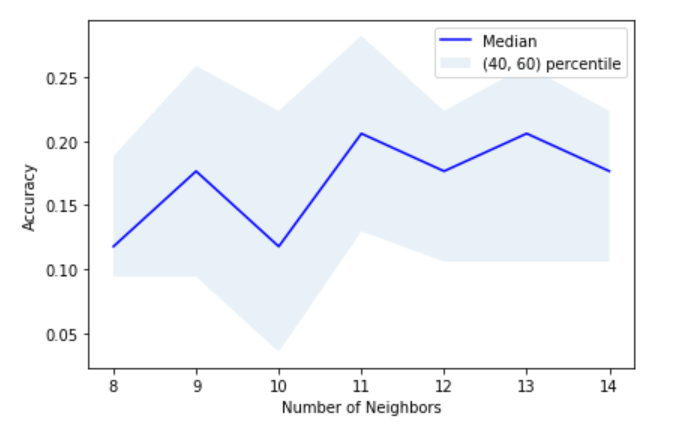 Median
(40, 60) percentile
Accuracy
0.25
0.20
0.15
0.10
0.05
8 9 10 11 12 13 14
Number of Neighbors